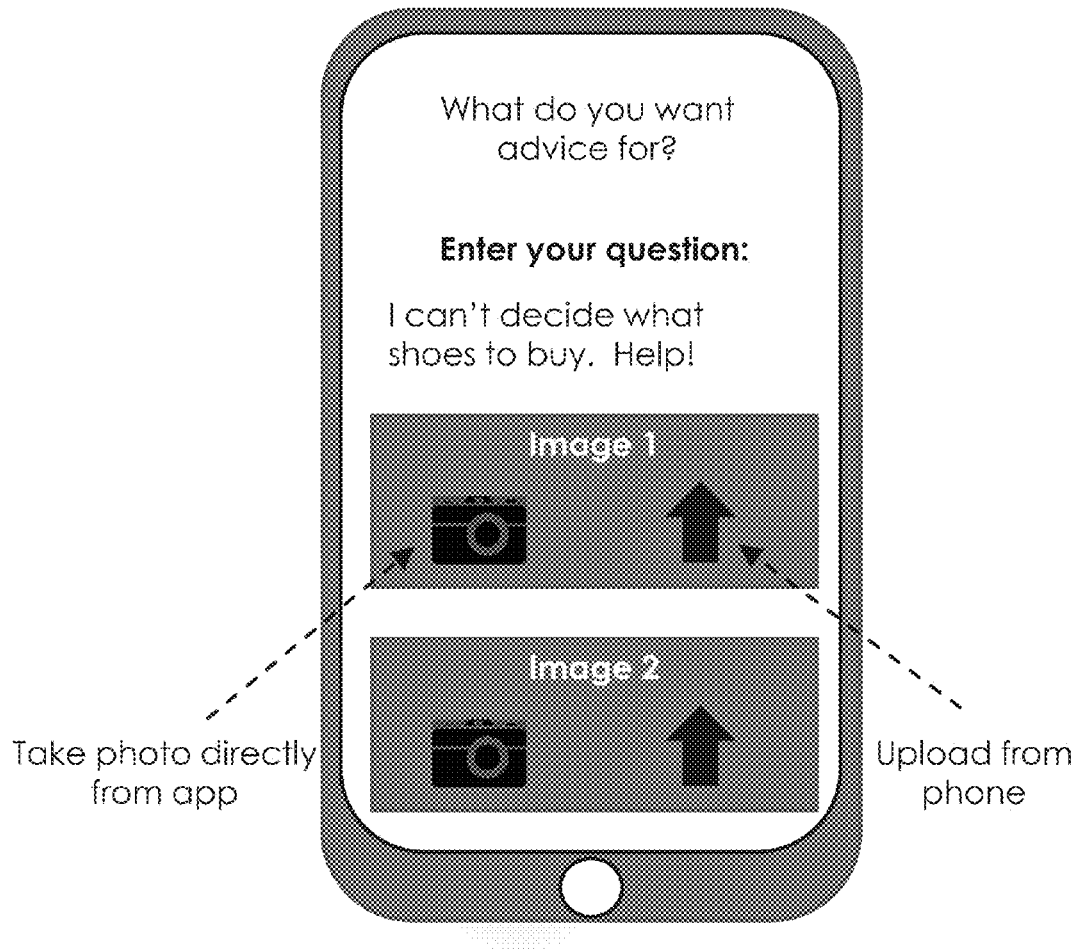 What do you want
advice for?
Enter your question:
I can't decide what
shoes to buy.  Help!
Image 1
Image 2
Take photo directly
from app
Upload from
phone